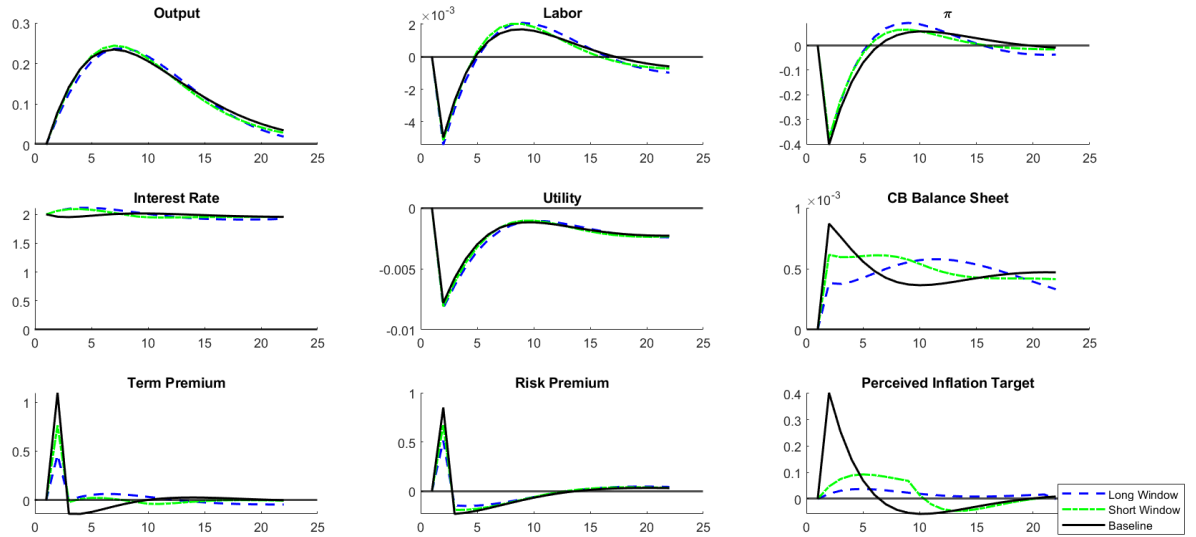 Output
0.3
0.2
0.1
0
0 5 10 15 20 25
Labor
×10⁻³
2
0
-2
-4
0 5 10 15 20 25
π
0
-0.1
-0.2
-0.3
-0.4
0 5 10 15 20 25
Interest Rate
2
1.5
1
0.5
0
0 5 10 15 20 25
Utility
0
-0.005
-0.01
0 5 10 15 20 25
CB Balance Sheet
×10⁻³
1
0.5
0
0 5 10 15 20 25
Term Premium
1
0.5
0
0 5 10 15 20 25
Risk Premium
1
0.5
0
0 5 10 15 20 25
Perceived Inflation Target
0.4
0.3
0.2
0.1
0
0 5 10 15 20
Long Window
Short Window
Baseline